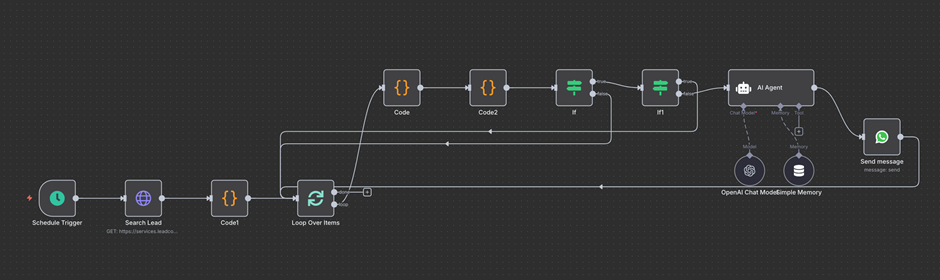 Code
Code2
If
true
false
If1
true
false
AI Agent
Chat Model*
Memory
Tool
Model
Memory
OpenAI Chat Model
Simple Memory
Send message
message: send
Schedule Trigger
Search Lead
GET: https://services.leadco...
Code1
Loop Over Items
done
loop